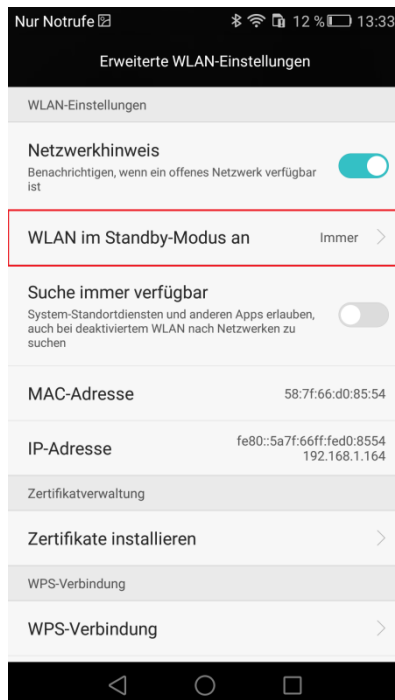 Nur Notrufe 12 % 13:33
Erweiterte WLAN-Einstellungen
WLAN-Einstellungen
Netzwerkhinweis
Benachrichtigen, wenn ein offenes Netzwerk verfügbar
ist
WLAN im Standby-Modus an Immer
Suche immer verfügbar
System-Standortdiensten und anderen Apps erlauben,
auch bei deaktiviertem WLAN nach Netzwerken zu
suchen
MAC-Adresse 58:7f:66:d0:85:54
IP-Adresse fe80::5a7f:66ff:fed0:8554
192.168.1.164
Zertifikatverwaltung
Zertifikate installieren
WPS-Verbindung
WPS-Verbindung